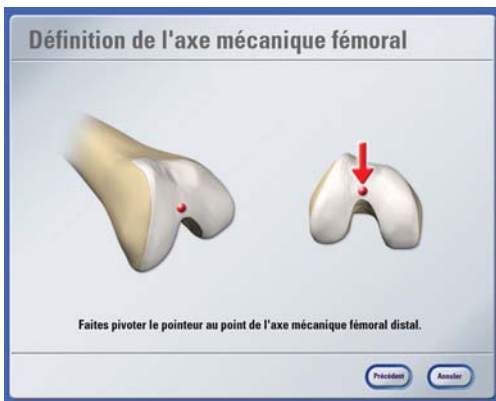 Définition de l'axe mécanique fémoral
Faites pivoter le pointeur au point de l'axe mécanique fémoral distal.
Précédent
Annuler